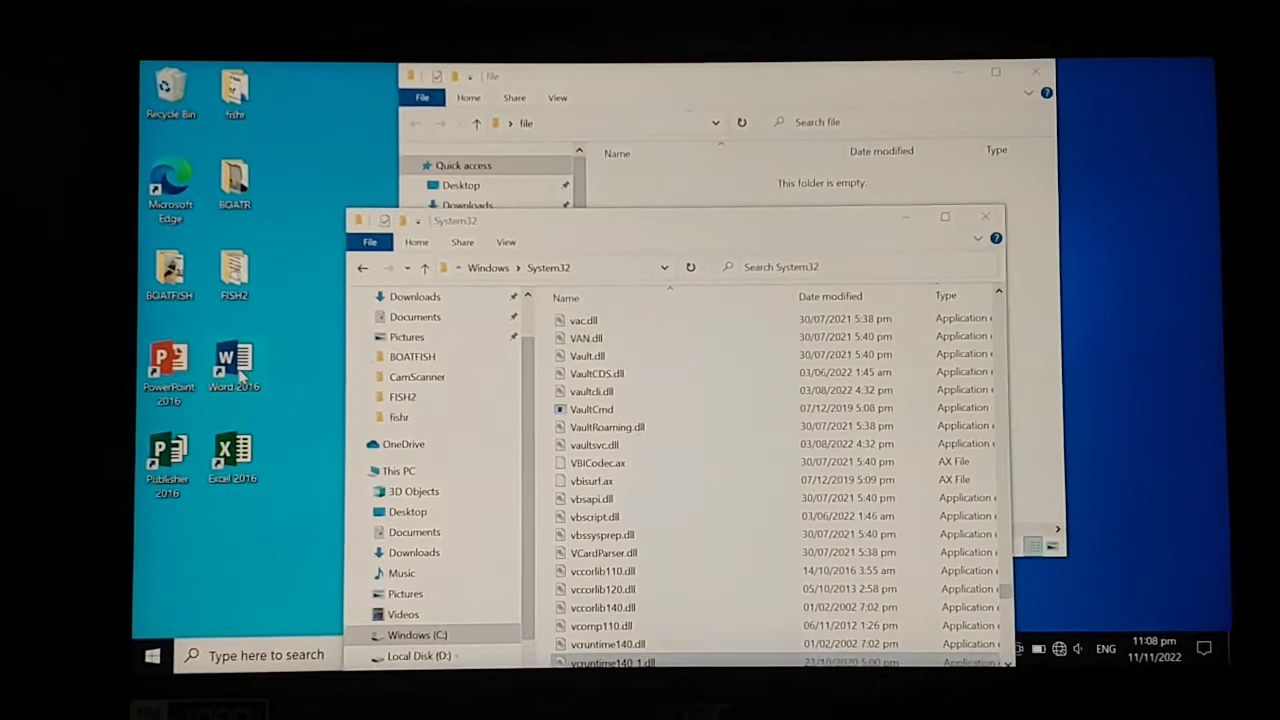 Recycle Bin
fishr
Microsoft
Edge
BOATR
BOATFISH
FISH2
PowerPoint
2016
Word 2016
Publisher
2016
Excel 2016
file
File Home Share View
file
Search file
Quick access
Desktop
Downloads
Name Date modified Type
This folder is empty.
System32
File Home Share View
Windows > System32
Search System32
Downloads
Documents
Pictures
BOATFISH
CamScanner
FISH2
fishr
OneDrive
This PC
3D Objects
Desktop
Documents
Downloads
Music
Pictures
Videos
Windows (C:)
Local Disk (D:)
Name Date modified Type
vac.dll 30/07/2021 5:38 pm Application e
VAN.dll 30/07/2021 5:40 pm Application e
Vault.dll 30/07/2021 5:40 pm Application e
VaultCDS.dll 03/06/2022 1:45 am Application e
vaultcli.dll 03/08/2022 4:32 pm Application e
VaultCmd 07/12/2019 5:08 pm Application
VaultRoaming.dll 30/07/2021 5:38 pm Application e
vaultsvc.dll 03/08/2022 4:32 pm Application e
VBICodec.ax 30/07/2021 5:40 pm AX File
vbisurf.ax 07/12/2019 5:09 pm AX File
vbsapi.dll 30/07/2021 5:40 pm Application e
vbscript.dll 03/06/2022 1:46 am Application e
vbssysprep.dll 30/07/2021 5:40 pm Application e
VCardParser.dll 30/07/2021 5:38 pm Application e
vccorlib110.dll 14/10/2016 3:55 am Application e
vccorlib120.dll 05/10/2013 2:58 pm Application e
vccorlib140.dll 01/02/2002 7:02 pm Application e
vcomp110.dll 06/11/2012 1:26 pm Application e
vcruntime140.dll 01/02/2002 7:02 pm Application e
vcruntime140_1.dll 23/10/2020 5:00 pm Application e
Type here to search
ENG
11:08 pm
11/11/2022